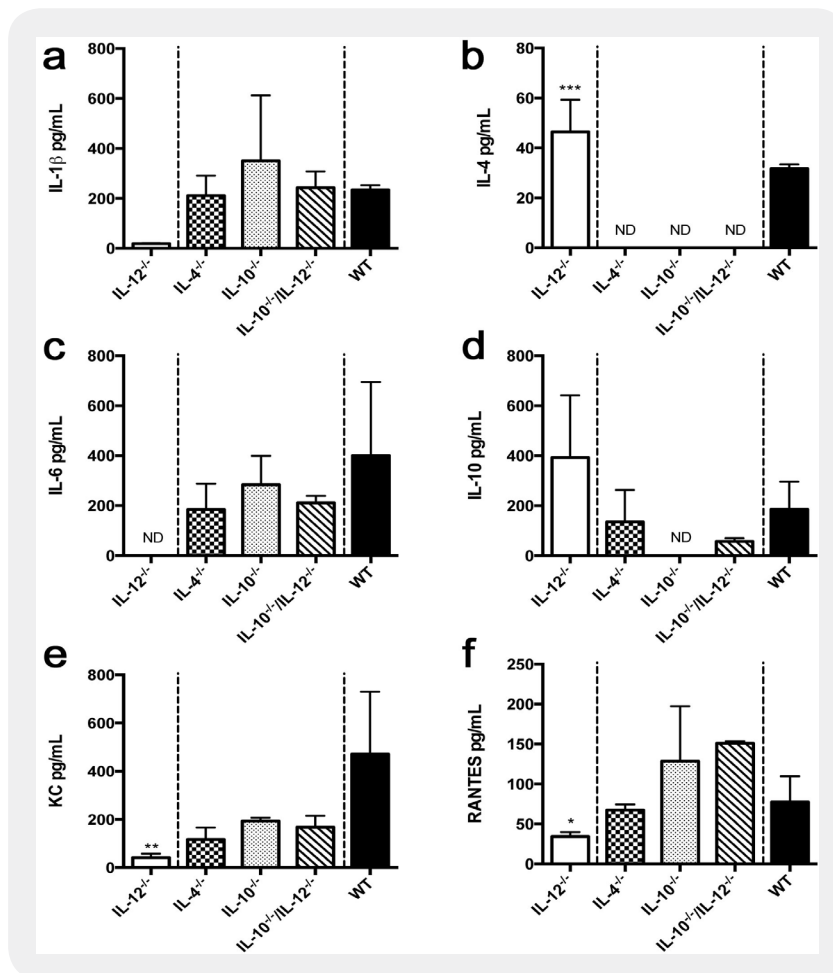 a
IL-1β pg/mL
800
600
400
200
0
IL-12-/-
IL-4-/-
IL-10-/-
IL-10-/-/IL-12-/-
WT
b
IL-4 pg/mL
80
60
40
20
0
***
ND
ND
ND
IL-12-/-
IL-4-/-
IL-10-/-
IL-10-/-/IL-12-/-
WT
c
IL-6 pg/mL
800
600
400
200
0
ND
IL-12-/-
IL-4-/-
IL-10-/-
IL-10-/-/IL-12-/-
WT
d
IL-10 pg/mL
800
600
400
200
0
ND
IL-12-/-
IL-4-/-
IL-10-/-
IL-10-/-/IL-12-/-
WT
e
KC pg/mL
800
600
400
200
0
**
IL-12-/-
IL-4-/-
IL-10-/-
IL-10-/-/IL-12-/-
WT
f
RANTES pg/mL
250
200
150
100
50
0
*
IL-12-/-
IL-4-/-
IL-10-/-
IL-10-/-/IL-12-/-
WT